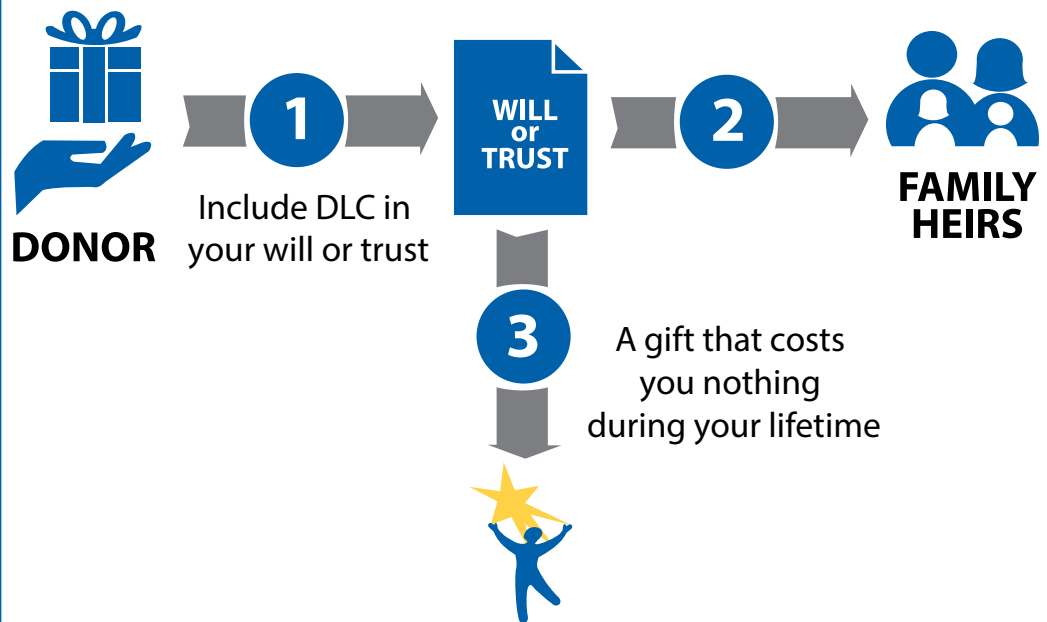 1
WILL
or
TRUST
2
Include DLC in
your will or trust
DONOR
FAMILY
HEIRS
3
A gift that costs
you nothing
during your lifetime